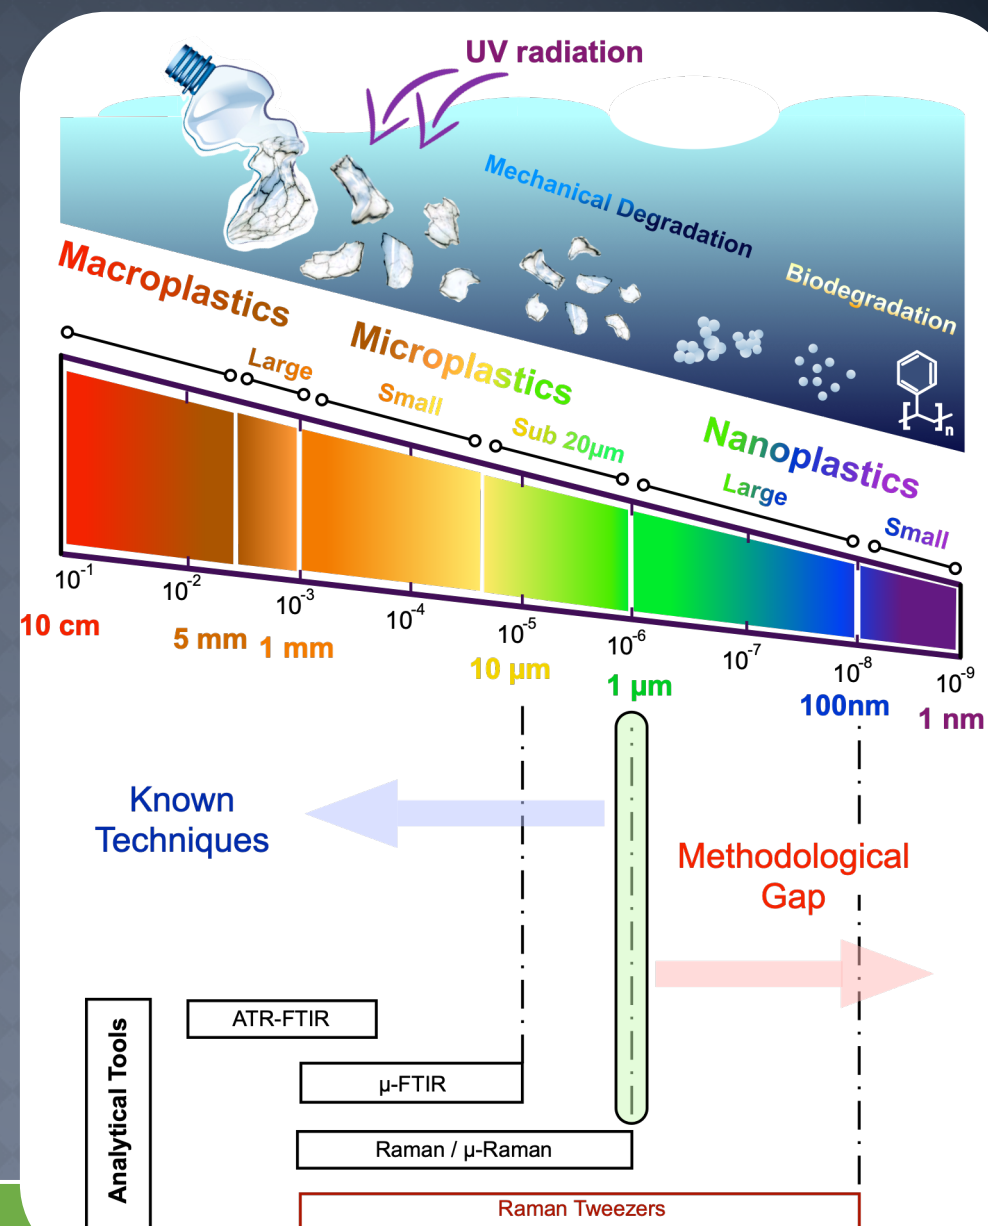 UV radiation
Mechanical Degradation
Biodegradation
n
Macroplastics
Microplastics
Nanoplastics
Large
Small
Sub 20µm
Large
Small
10⁻¹
10⁻²
10⁻³
10⁻⁴
10⁻⁵
10⁻⁶
10⁻⁷
10⁻⁸
10⁻⁹
10 cm
5 mm
1 mm
10 µm
1 µm
100nm
1 nm
Known
Techniques
Methodological
Gap
Analytical Tools
ATR-FTIR
µ-FTIR
Raman / µ-Raman
Raman Tweezers